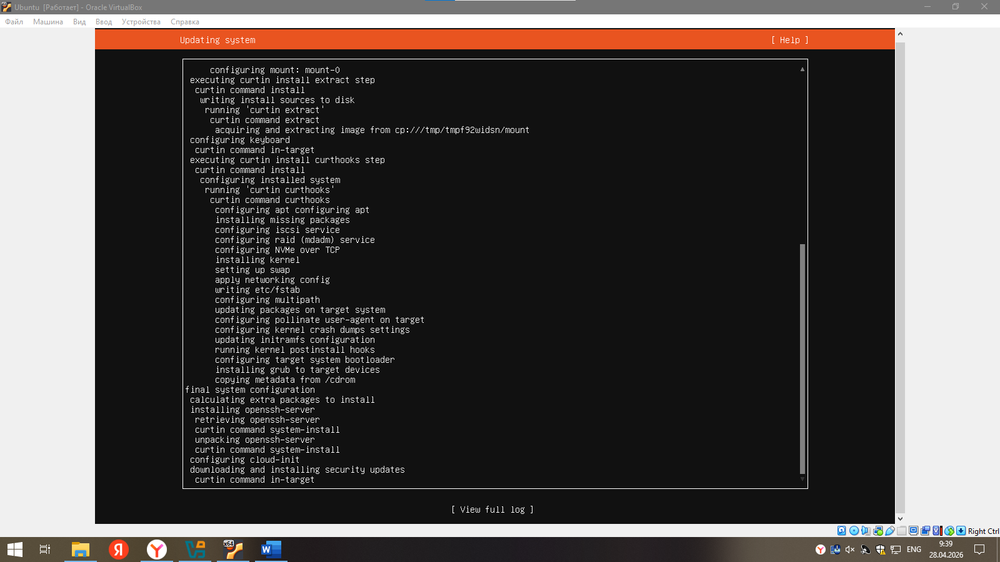 Ubuntu [Работает] - Oracle VirtualBox
Файл Машина Вид Ввод Устройства Справка
Updating system [ Help ]
configuring mount: mount-0
executing curtin install extract step
curtin command install
writing install sources to disk
running 'curtin extract'
curtin command extract
acquiring and extracting image from cp:///tmp/tmpf92widsn/mount
configuring keyboard
curtin command in-target
executing curtin install curthooks step
curtin command install
configuring installed system
running 'curtin curthooks'
curtin command curthooks
configuring apt configuring apt
installing missing packages
configuring iscsi service
configuring raid (mdadm) service
configuring NVMe over TCP
installing kernel
setting up swap
apply networking config
writing etc/fstab
configuring multipath
updating packages on target system
configuring pollinate user-agent on target
configuring kernel crash dumps settings
updating initramfs configuration
running kernel postinstall hooks
configuring target system bootloader
installing grub to target devices
copying metadata from /cdrom
final system configuration
calculating extra packages to install
installing openssh-server
retrieving openssh-server
curtin command system-install
unpacking openssh-server
curtin command system-install
configuring cloud-init
downloading and installing security updates
curtin command in-target
[ View full log ]
Right Ctrl
ENG
9:39
28.04.2026